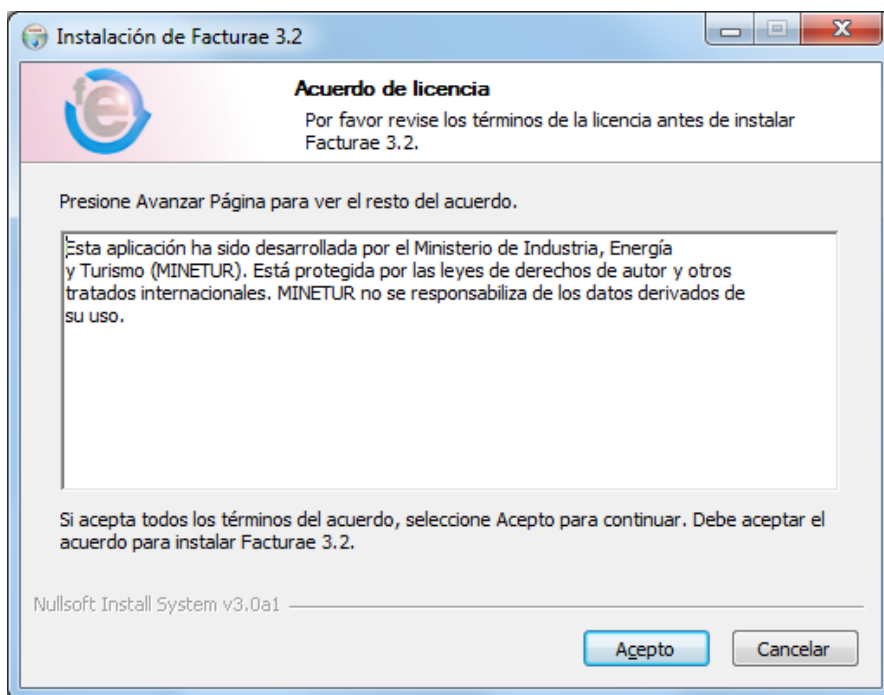 Instalación de Facturae 3.2
fe
Acuerdo de licencia
Por favor revise los términos de la licencia antes de instalar
Facturae 3.2.
Presione Avanzar Página para ver el resto del acuerdo.
Esta aplicación ha sido desarrollada por el Ministerio de Industria, Energía
y Turismo (MINETUR). Está protegida por las leyes de derechos de autor y otros
tratados internacionales. MINETUR no se responsabiliza de los datos derivados de
su uso.
Si acepta todos los términos del acuerdo, seleccione Acepto para continuar. Debe aceptar el
acuerdo para instalar Facturae 3.2.
Nullsoft Install System v3.0a1
Acepto
Cancelar